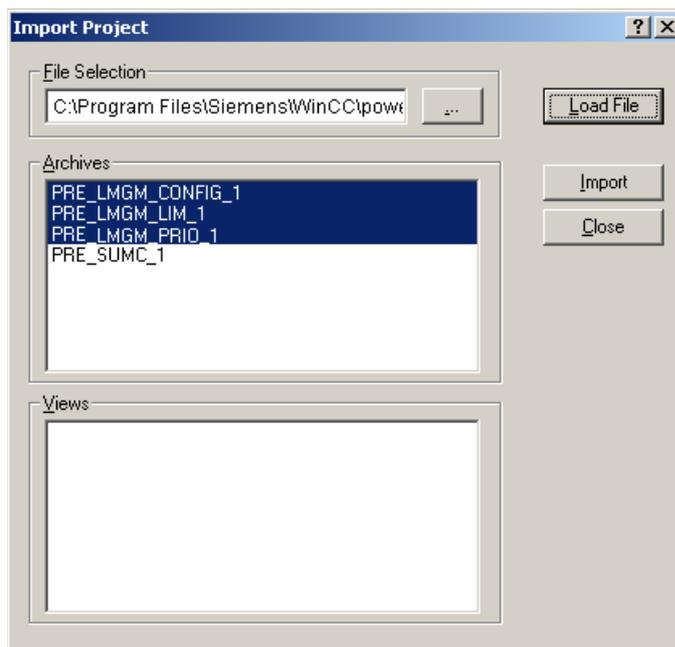 Import Project
File Selection
C:\Program Files\Siemens\WinCC\powe
...
Load File
Archives
PRE_LMGM_CONFIG_1
PRE_LMGM_LIM_1
PRE_LMGM_PRIO_1
PRE_SUMC_1
Import
Close
Views